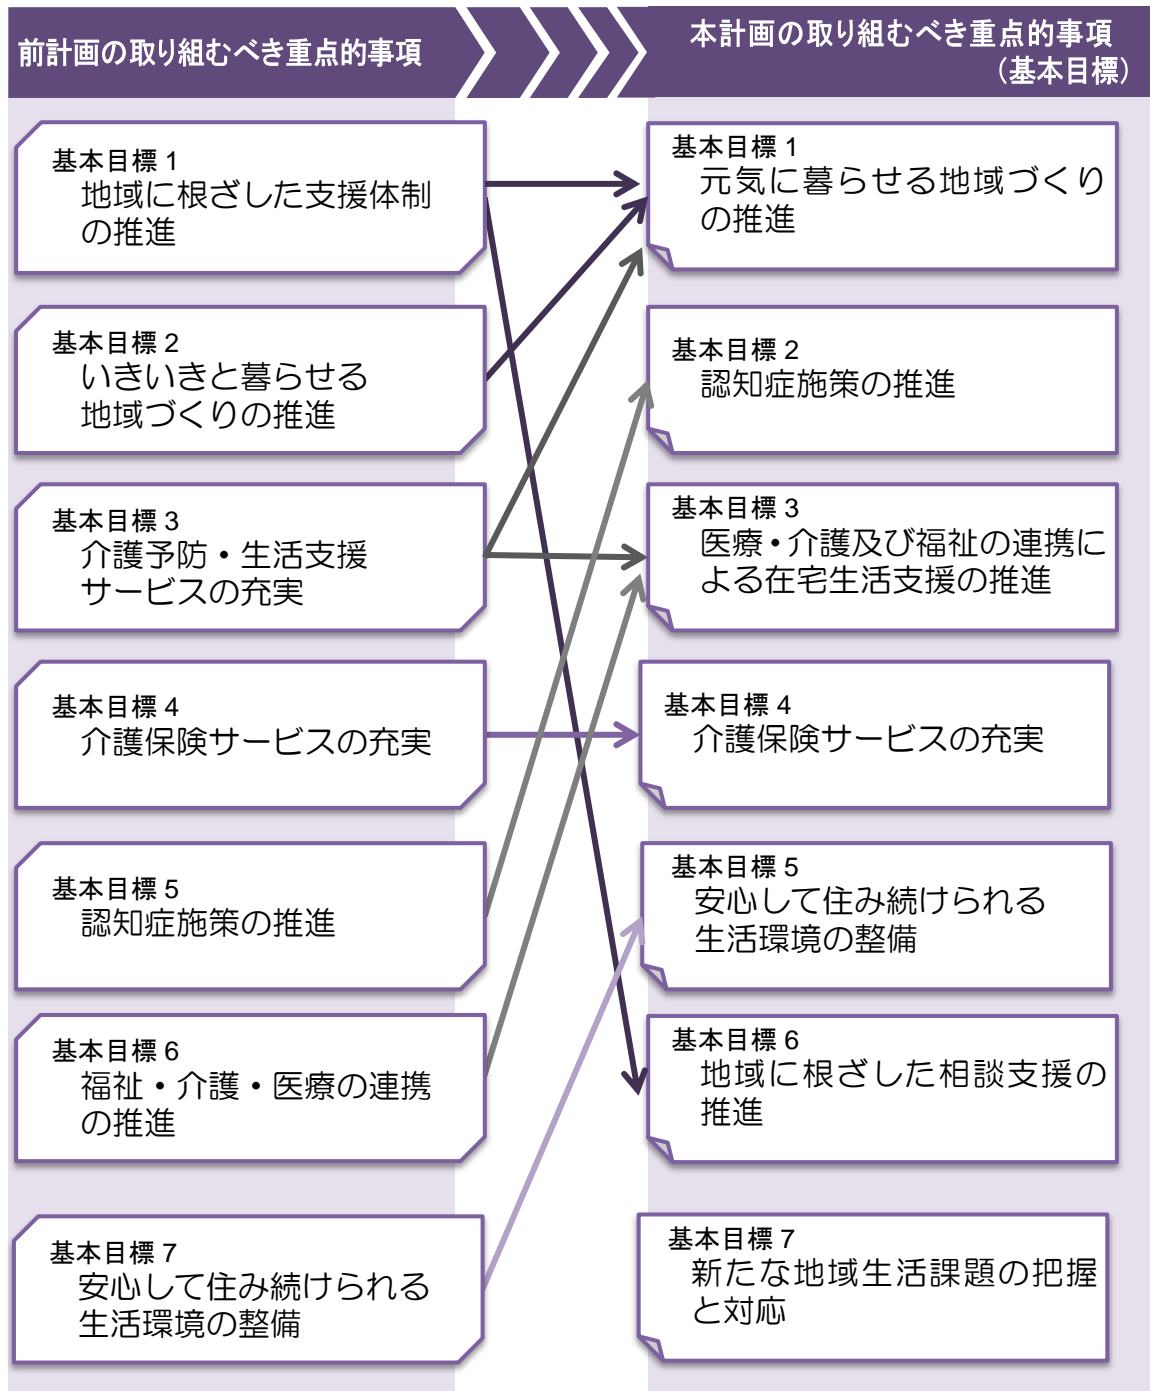 前計画の取り組むべき重点的事項
本計画の取り組むべき重点的事項
（基本目標）
基本目標 1
地域に根ざした支援体制
の推進
基本目標 2
いきいきと暮らせる
地域づくりの推進
基本目標 3
介護予防・生活支援
サービスの充実
基本目標 4
介護保険サービスの充実
基本目標 5
認知症施策の推進
基本目標 6
福祉・介護・医療の連携
の推進
基本目標 7
安心して住み続けられる
生活環境の整備
基本目標 1
元気に暮らせる地域づくり
の推進
基本目標 2
認知症施策の推進
基本目標 3
医療・介護及び福祉の連携に
よる在宅生活支援の推進
基本目標 4
介護保険サービスの充実
基本目標 5
安心して住み続けられる
生活環境の整備
基本目標 6
地域に根ざした相談支援の
推進
基本目標 7
新たな地域生活課題の把握
と対応